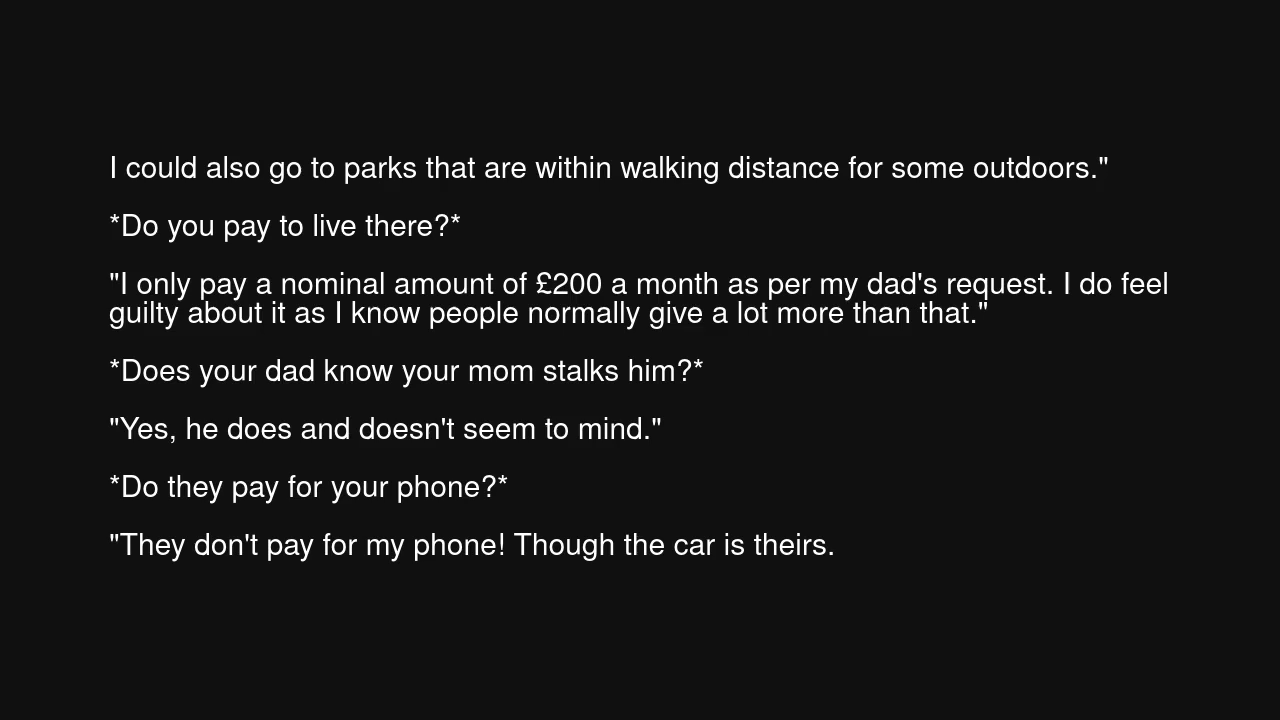 I could also go to parks that are within walking distance for some outdoors."
*Do you pay to live there?*
"I only pay a nominal amount of £200 a month as per my dad's request. I do feel
guilty about it as I know people normally give a lot more than that."
*Does your dad know your mom stalks him?*
"Yes, he does and doesn't seem to mind."
*Do they pay for your phone?*
"They don't pay for my phone! Though the car is theirs.